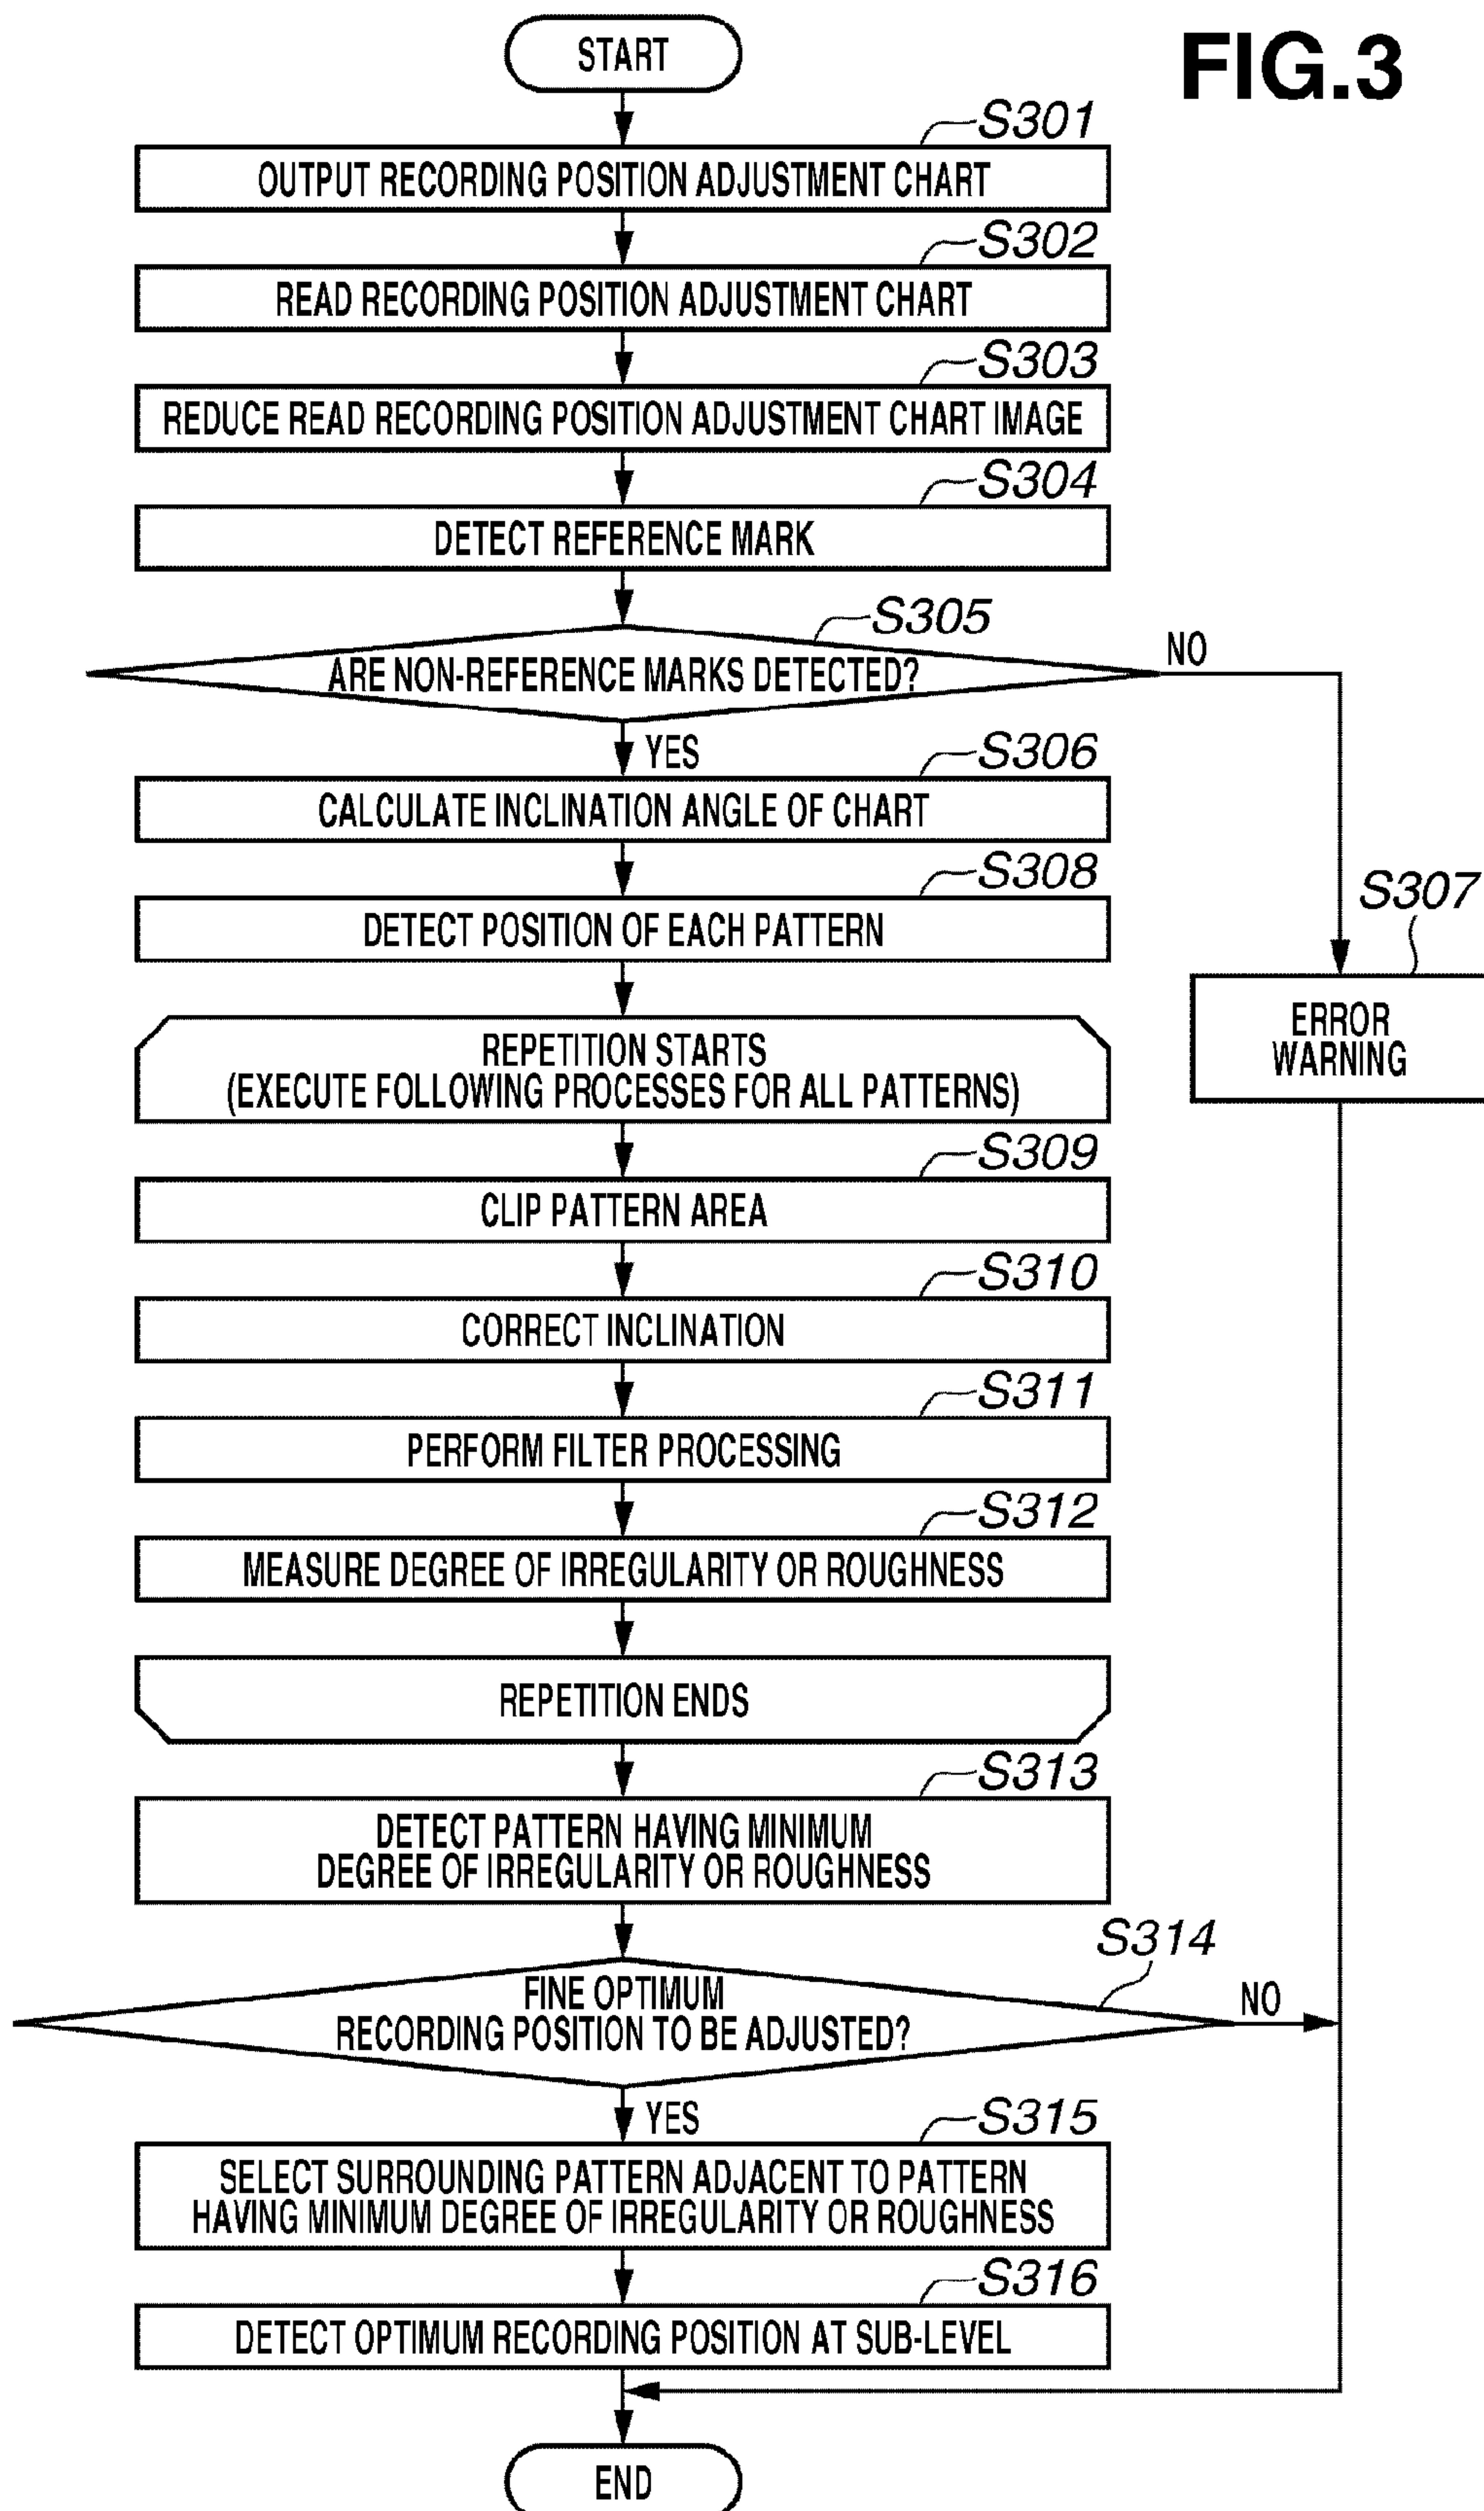 FIG.3
START
S301
OUTPUT RECORDING POSITION ADJUSTMENT CHART
S302
READ RECORDING POSITION ADJUSTMENT CHART
S303
REDUCE READ RECORDING POSITION ADJUSTMENT CHART IMAGE
S304
DETECT REFERENCE MARK
S305
ARE NON-REFERENCE MARKS DETECTED?
NO
YES
S306
CALCULATE INCLINATION ANGLE OF CHART
S307
ERROR
WARNING
S308
DETECT POSITION OF EACH PATTERN
REPETITION STARTS
(EXECUTE FOLLOWING PROCESSES FOR ALL PATTERNS)
S309
CLIP PATTERN AREA
S310
CORRECT INCLINATION
S311
PERFORM FILTER PROCESSING
S312
MEASURE DEGREE OF IRREGULARITY OR ROUGHNESS
REPETITION ENDS
S313
DETECT PATTERN HAVING MINIMUM
DEGREE OF IRREGULARITY OR ROUGHNESS
S314
FINE OPTIMUM
RECORDING POSITION TO BE ADJUSTED?
NO
YES
S315
SELECT SURROUNDING PATTERN ADJACENT TO PATTERN
HAVING MINIMUM DEGREE OF IRREGULARITY OR ROUGHNESS
S316
DETECT OPTIMUM RECORDING POSITION AT SUB-LEVEL
END